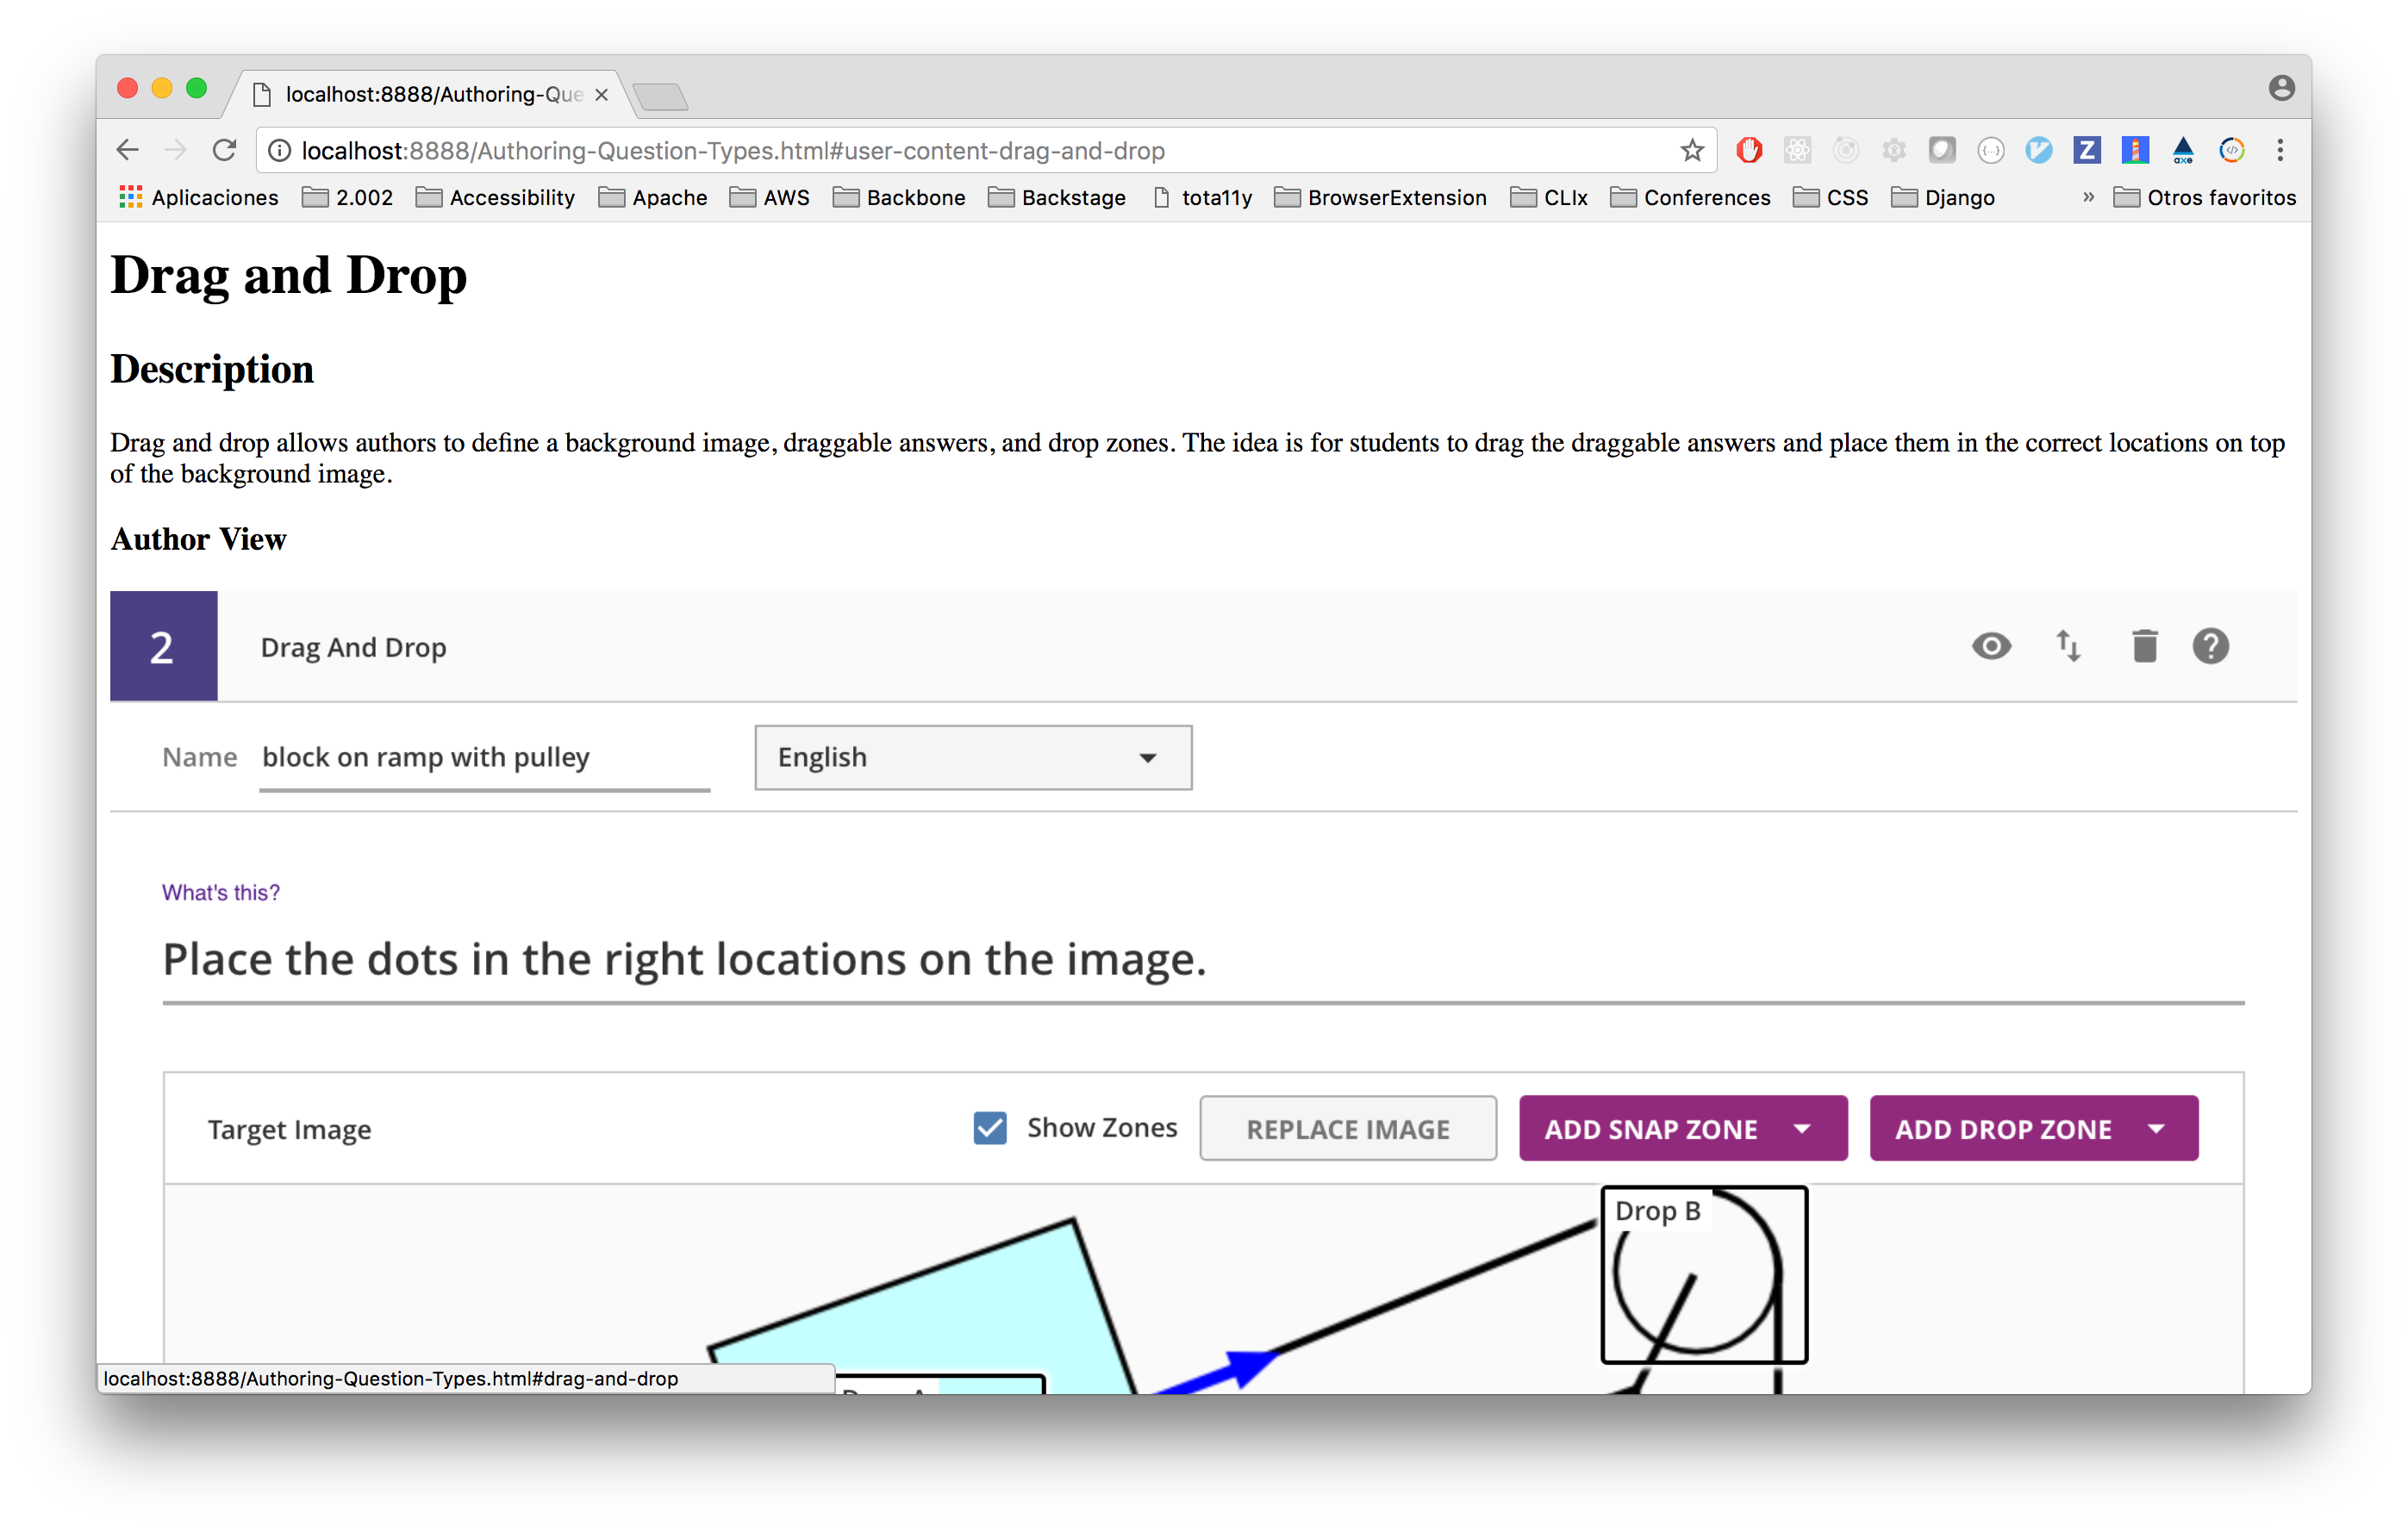 localhost:8888/Authoring-Que
localhost:8888/Authoring-Question-Types.html#user-content-drag-and-drop
Aplicaciones 2.002 Accessibility Apache AWS Backbone Backstage tota11y BrowserExtension CLIx Conferences CSS Django » Otros favoritos
Drag and Drop
Description
Drag and drop allows authors to define a background image, draggable answers, and drop zones. The idea is for students to drag the draggable answers and place them in the correct locations on top
of the background image.
Author View
2 Drag And Drop
Name block on ramp with pulley English
What's this?
Place the dots in the right locations on the image.
Target Image Show Zones REPLACE IMAGE ADD SNAP ZONE ADD DROP ZONE
Drop B
localhost:8888/Authoring-Question-Types.html#drag-and-drop